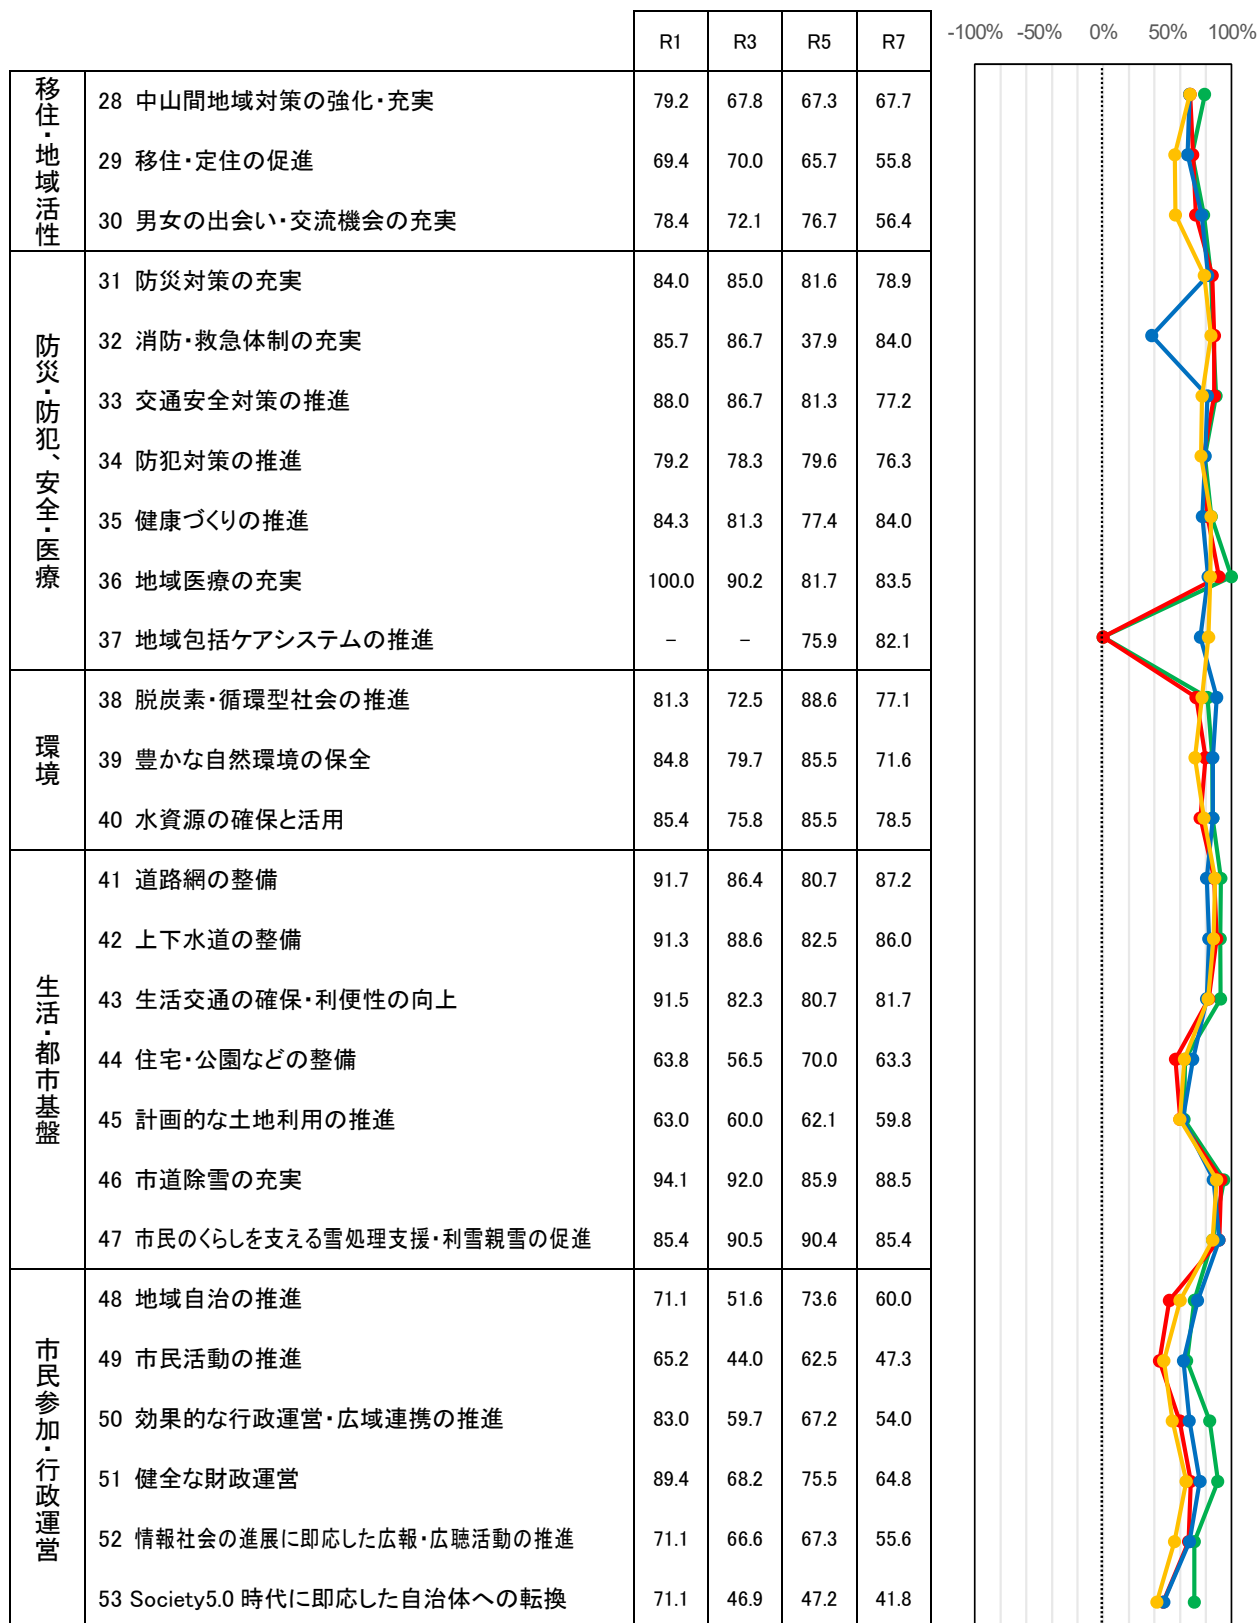 R1 R3 R5 R7 -100% -50% 0% 50% 100%
移住・地域活性
28 中山間地域対策の強化・充実 79.2 67.8 67.3 67.7
29 移住・定住の促進 69.4 70.0 65.7 55.8
30 男女の出会い・交流機会の充実 78.4 72.1 76.7 56.4
防災・防犯、安全・医療
31 防災対策の充実 84.0 85.0 81.6 78.9
32 消防・救急体制の充実 85.7 86.7 37.9 84.0
33 交通安全対策の推進 88.0 86.7 81.3 77.2
34 防犯対策の推進 79.2 78.3 79.6 76.3
35 健康づくりの推進 84.3 81.3 77.4 84.0
36 地域医療の充実 100.0 90.2 81.7 83.5
37 地域包括ケアシステムの推進 － － 75.9 82.1
環境
38 脱炭素・循環型社会の推進 81.3 72.5 88.6 77.1
39 豊かな自然環境の保全 84.8 79.7 85.5 71.6
40 水資源の確保と活用 85.4 75.8 85.5 78.5
生活・都市基盤
41 道路網の整備 91.7 86.4 80.7 87.2
42 上下水道の整備 91.3 88.6 82.5 86.0
43 生活交通の確保・利便性の向上 91.5 82.3 80.7 81.7
44 住宅・公園などの整備 63.8 56.5 70.0 63.3
45 計画的な土地利用の推進 63.0 60.0 62.1 59.8
46 市道除雪の充実 94.1 92.0 85.9 88.5
47 市民のくらしを支える雪処理支援・利雪親雪の促進 85.4 90.5 90.4 85.4
市民参加・行政運営
48 地域自治の推進 71.1 51.6 73.6 60.0
49 市民活動の推進 65.2 44.0 62.5 47.3
50 効果的な行政運営・広域連携の推進 83.0 59.7 67.2 54.0
51 健全な財政運営 89.4 68.2 75.5 64.8
52 情報社会の進展に即応した広報・広聴活動の推進 71.1 66.6 67.3 55.6
53 Society5.0 時代に即応した自治体への転換 71.1 46.9 47.2 41.8